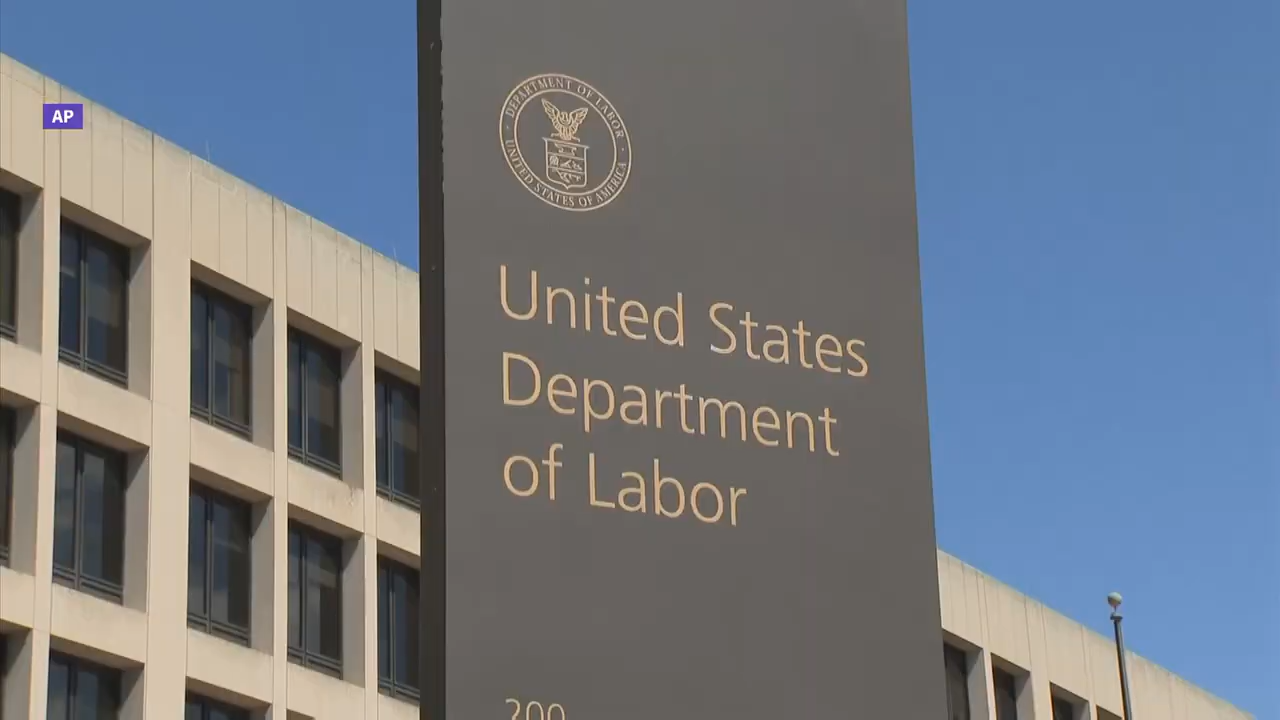 AP
DEPARTMENT OF LABOR
UNITED STATES OF AMERICA
United States
Department
of Labor
200